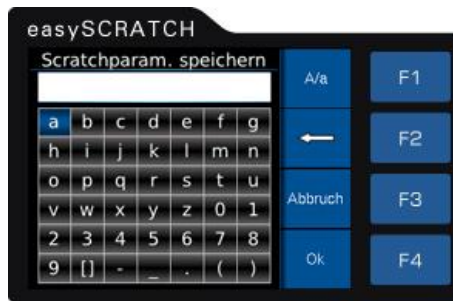 easySCRATCH
Scratchparam. speichern
A/a F1
a b c d e f g
F2
h i j k l m n
o p q r s t u
Abbruch F3
v w x y z 0 1
2 3 4 5 6 7 8
Ok F4
9 [] - _ . ( )